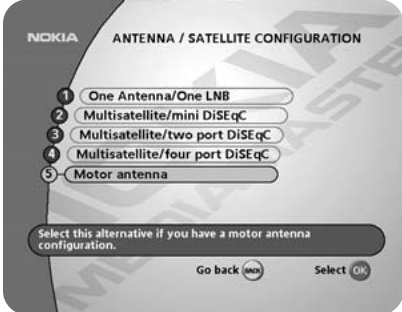 NOKIA
ANTENNA / SATELLITE CONFIGURATION
1 One Antenna/One LNB
2 Multisatellite/mini DiSEqC
3 Multisatellite/two port DiSEqC
4 Multisatellite/four port DiSEqC
5 Motor antenna
Select this alternative if you have a motor antenna
configuration.
Go back BACK Select OK
NOKIA
MEDIAMASTER